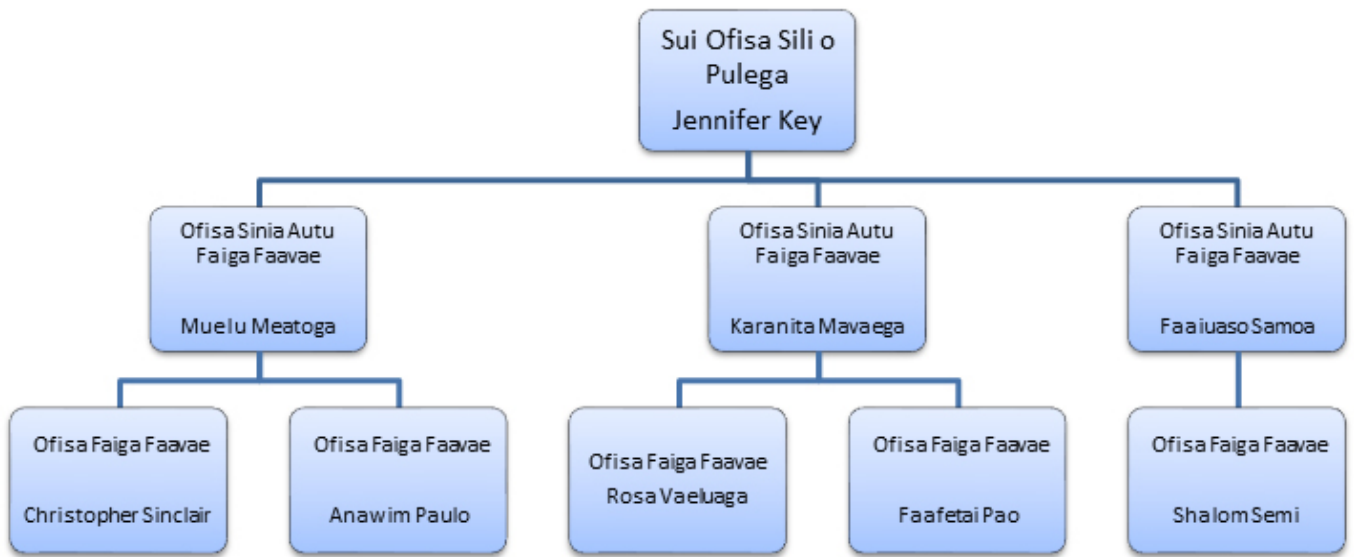 Sui Ofisa Sili o
Pulega
Jennifer Key
Ofisa Sinia Autu
Faiga Faavae
Muelu Meatoga
Ofisa Sinia Autu
Faiga Faavae
Karanita Mavaega
Ofisa Sinia Autu
Faiga Faavae
Faaiuaso Samoa
Ofisa Faiga Faavae
Christopher Sinclair
Ofisa Faiga Faavae
Anawim Paulo
Ofisa Faiga Faavae
Rosa Vaeluaga
Ofisa Faiga Faavae
Faafetai Pao
Ofisa Faiga Faavae
Shalom Semi